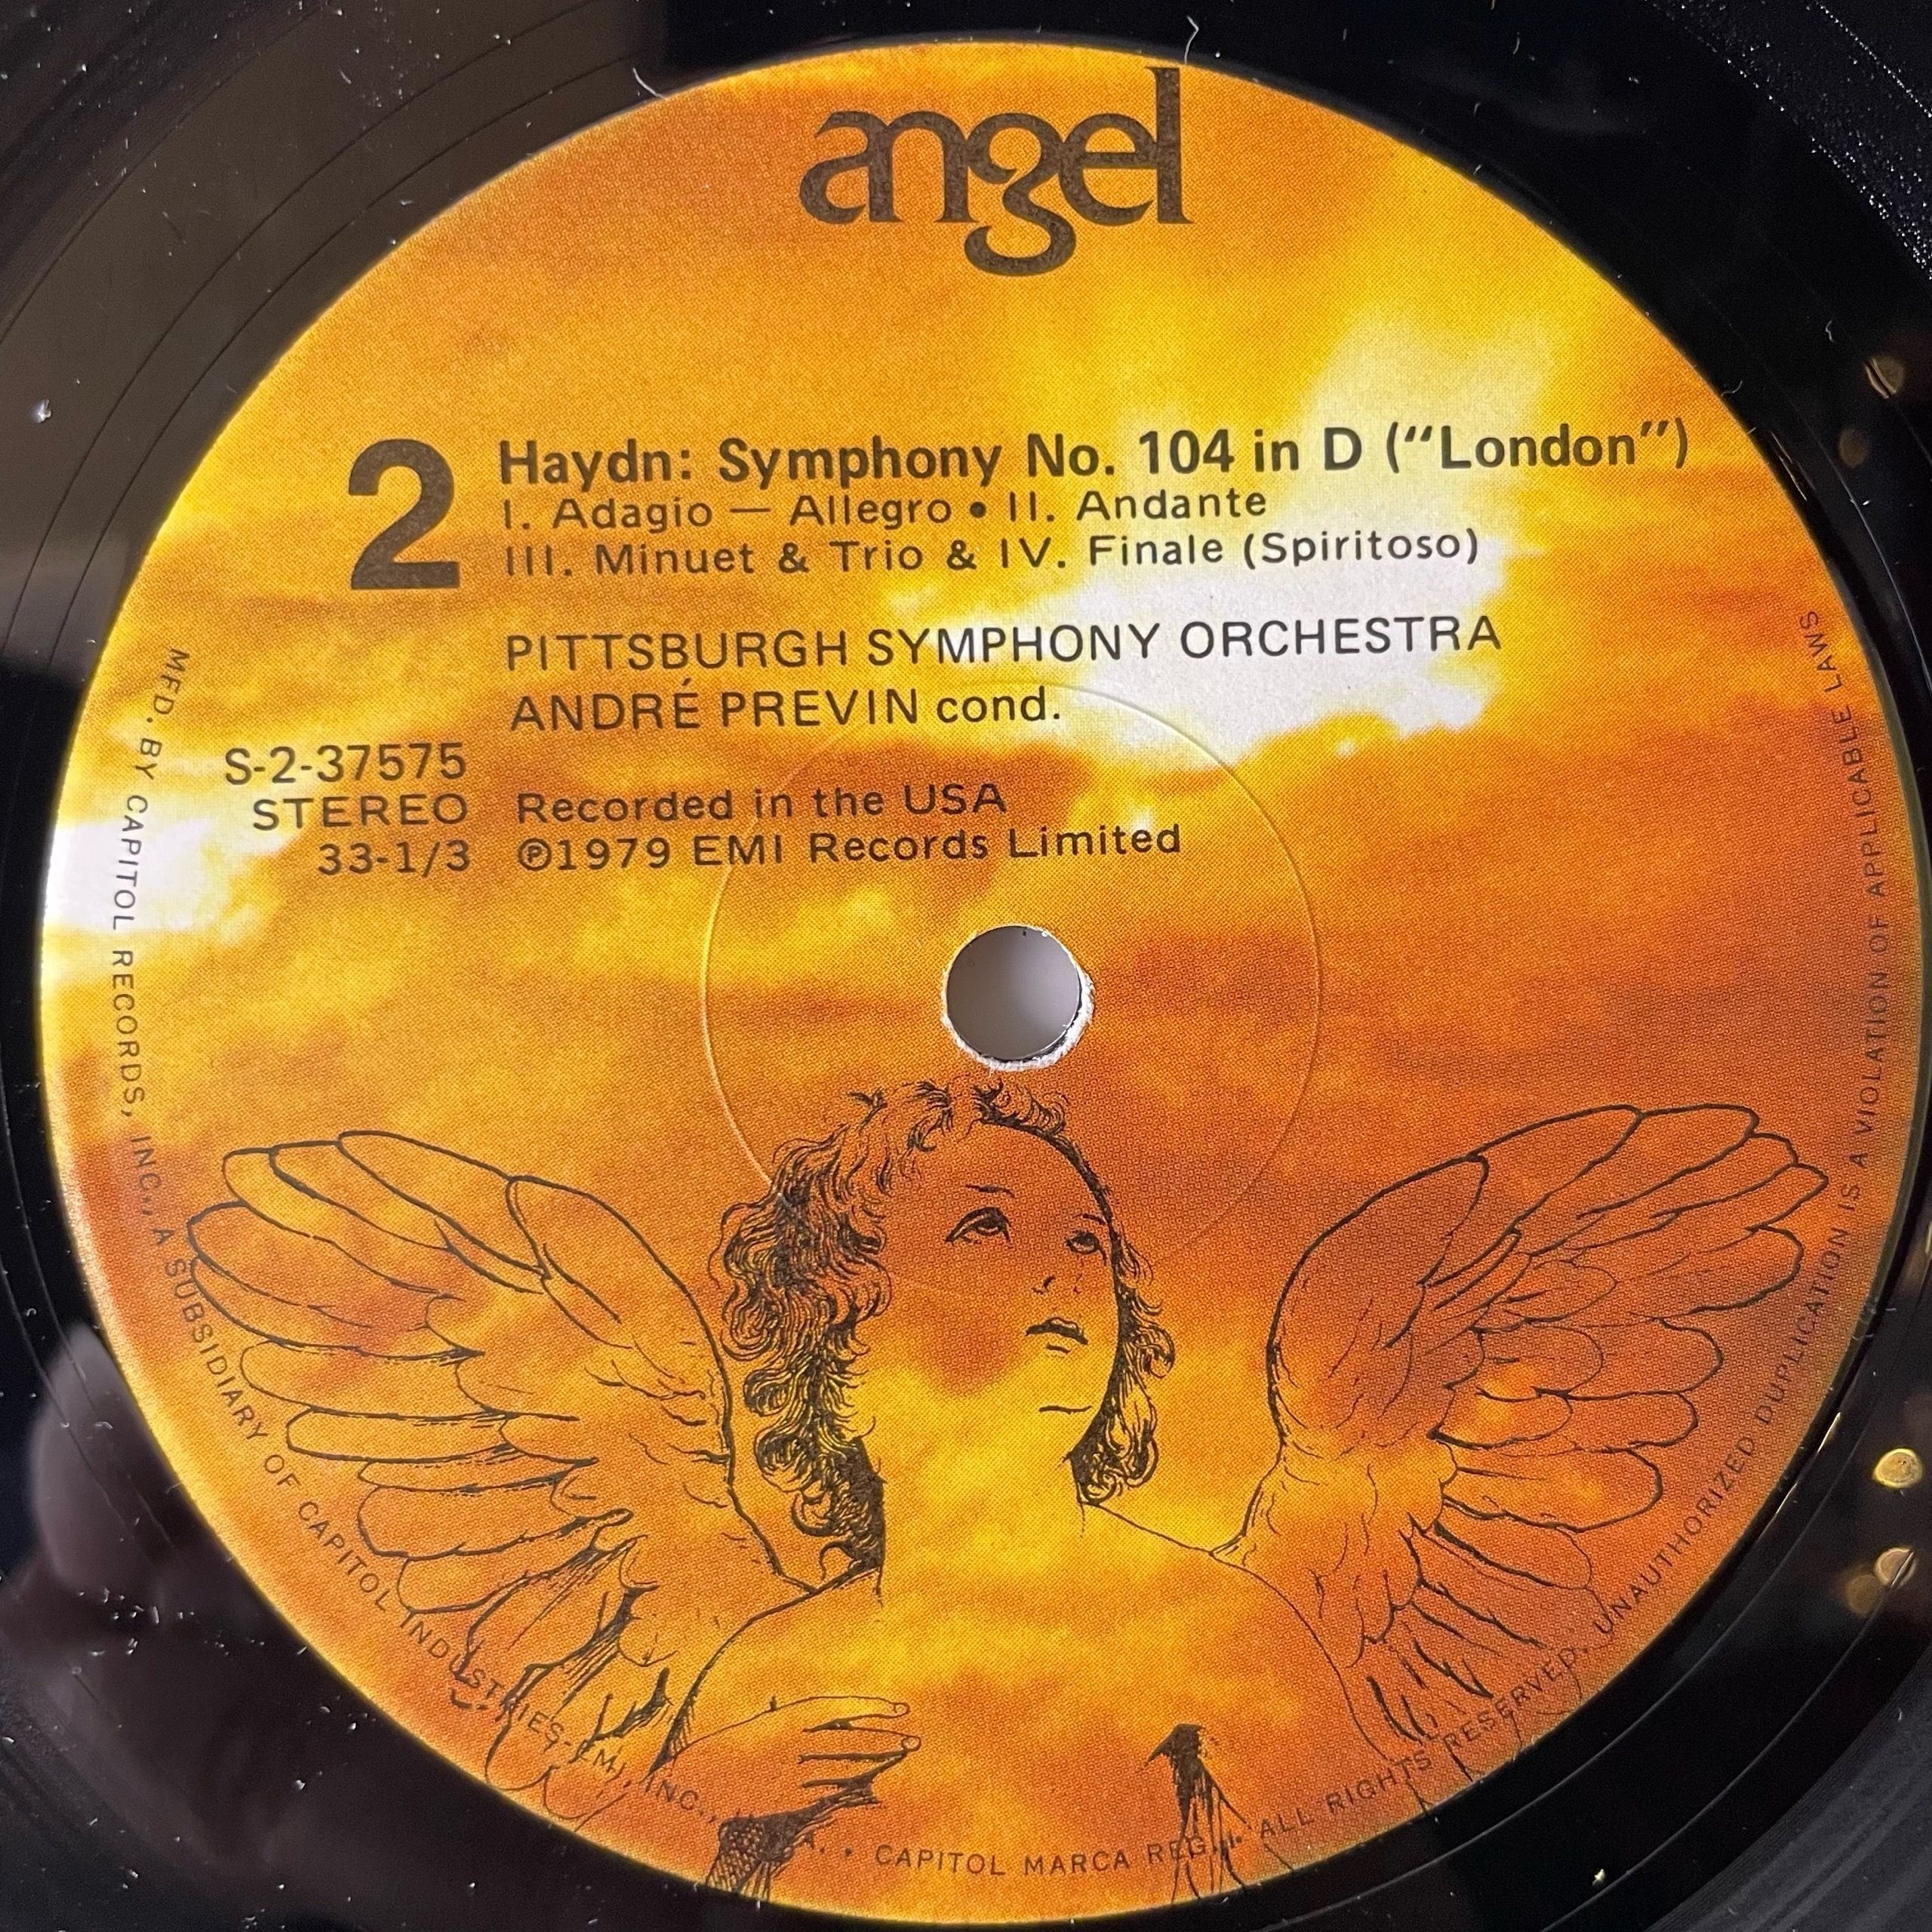 angel
2
Haydn: Symphony No. 104 in D (“London”)
I. Adagio — Allegro • II. Andante
III. Minuet & Trio & IV. Finale (Spiritoso)
PITTSBURGH SYMPHONY ORCHESTRA
ANDRÉ PREVIN cond.
S-2-37575
STEREO Recorded in the USA
33-1/3 ℗1979 EMI Records Limited
MFD. BY CAPITOL RECORDS, INC., A SUBSIDIARY OF CAPITOL INDUSTRIES-EMI, INC., • CAPITOL MARCA REG. • ALL RIGHTS RESERVED. UNAUTHORIZED DUPLICATION IS A VIOLATION OF APPLICABLE LAWS